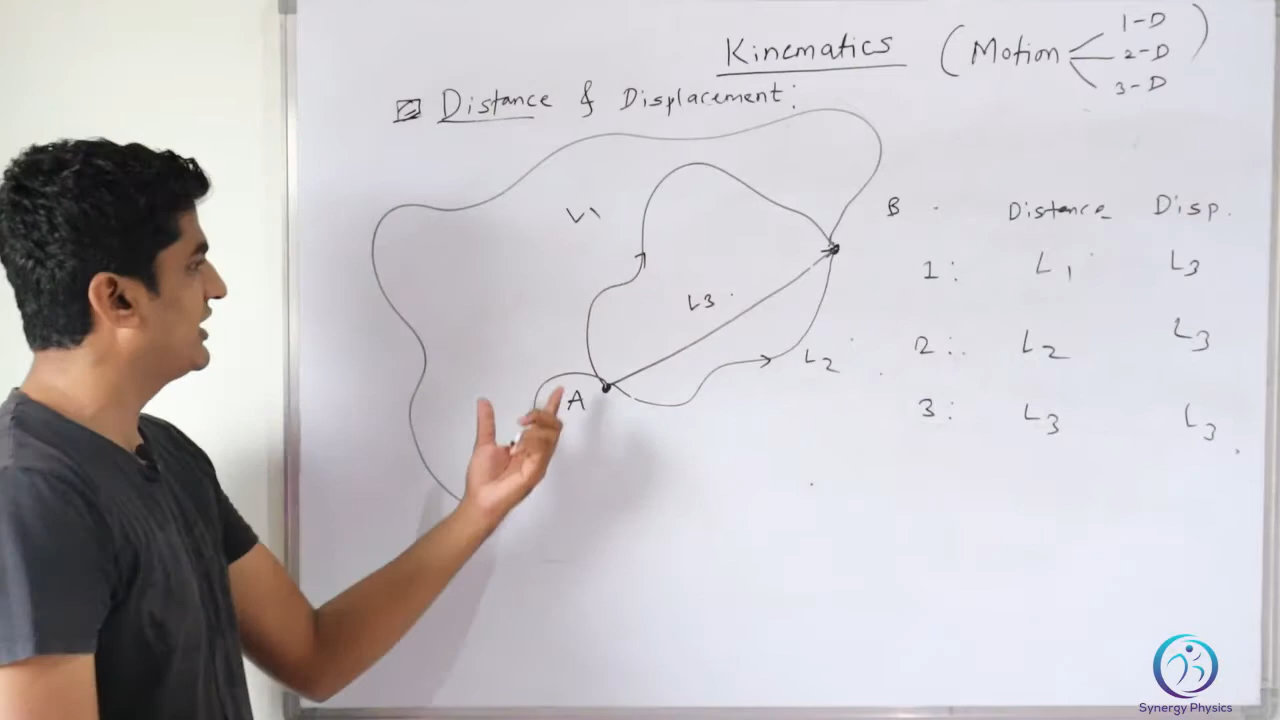 Kinematics (Motion 1-D
2-D
3-D)
Distance & Displacement:
L1
L3
A
L2
B Distance Disp.
1: L1 L3
2: L2 L3
3: L3 L3
Synergy Physics